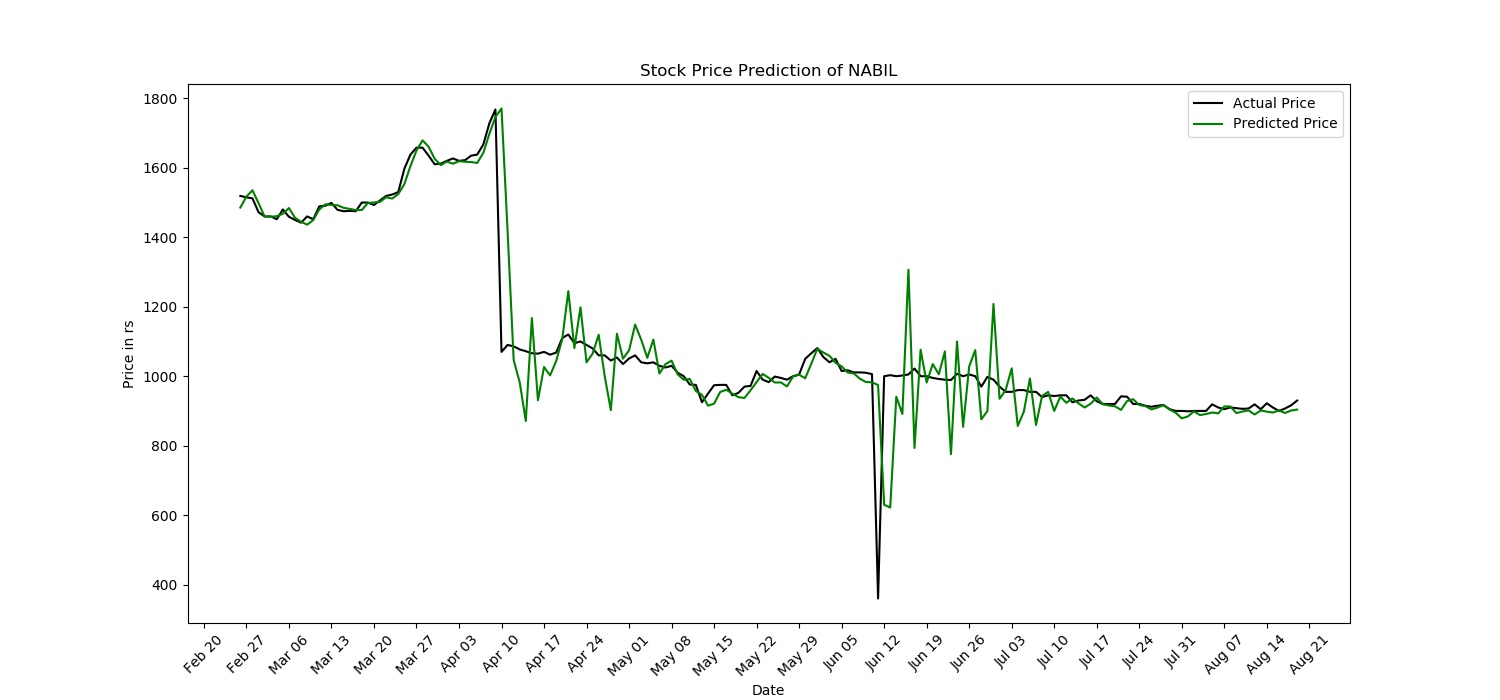 Stock Price Prediction of NABIL
Actual Price
Predicted Price
Price in rs
1800
1600
1400
1200
1000
800
600
400
Feb 20
Feb 27
Mar 06
Mar 13
Mar 20
Mar 27
Apr 03
Apr 10
Apr 17
Apr 24
May 01
May 08
May 15
May 22
May 29
Jun 05
Jun 12
Jun 19
Jun 26
Jul 03
Jul 10
Jul 17
Jul 24
Jul 31
Aug 07
Aug 14
Aug 21
Date